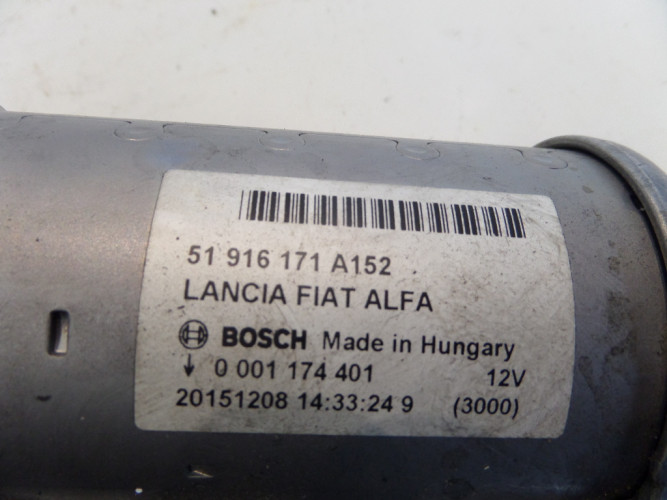 51 916 171 A152
LANCIA FIAT ALFA
BOSCH Made in Hungary
↓ 0 001 174 401 12V
20151208 14:33:24 9 (3000)